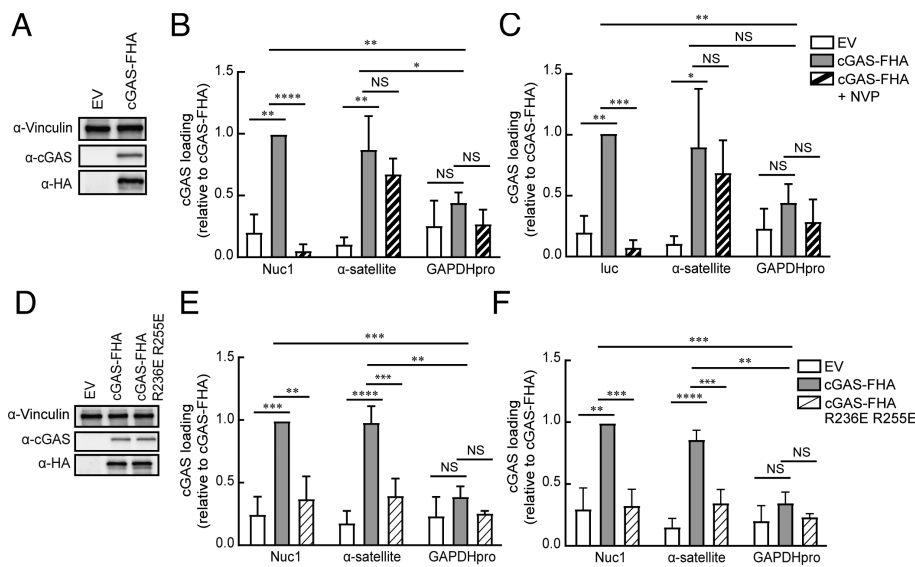 A
EV
cGAS-FHA
α-Vinculin
α-cGAS
α-HA
B
cGAS loading
(relative to cGAS-FHA)
1.5
1.0
0.5
0.0
**
*
NS
****
**
**
NS
NS
Nuc1
α-satellite
GAPDHpro
C
cGAS loading
(relative to cGAS-FHA)
1.5
1.0
0.5
0.0
**
NS
NS
***
**
*
NS
NS
luc
α-satellite
GAPDHpro
EV
cGAS-FHA
cGAS-FHA
+ NVP
D
EV
cGAS-FHA
cGAS-FHA
R236E R255E
α-Vinculin
α-cGAS
α-HA
E
cGAS loading
(relative to cGAS-FHA)
1.5
1.0
0.5
0.0
***
**
**
***
***
****
NS
NS
Nuc1
α-satellite
GAPDHpro
F
cGAS loading
(relative to cGAS-FHA)
1.5
1.0
0.5
0.0
***
**
***
**
***
****
NS
NS
Nuc1
α-satellite
GAPDHpro
EV
cGAS-FHA
cGAS-FHA
R236E R255E